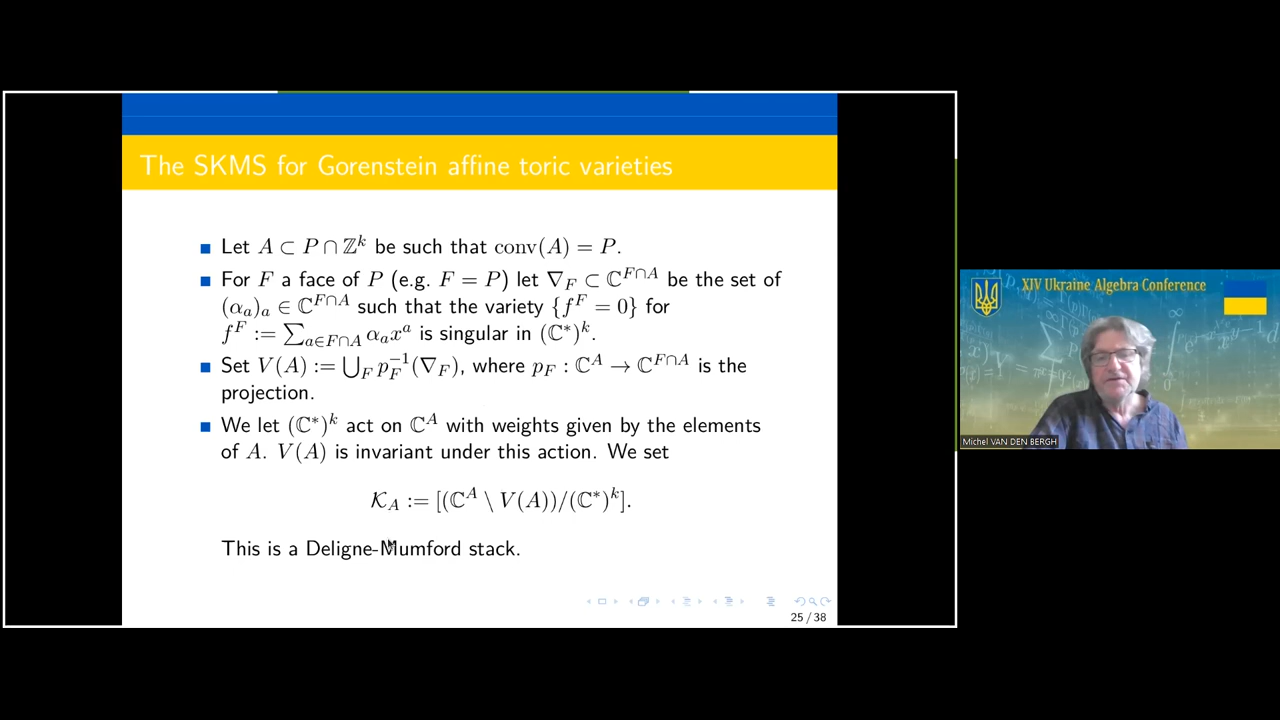 The SKMS for Gorenstein affine toric varieties
Let A ⊂ P ∩ ℤ^k be such that conv(A) = P.
For F a face of P (e.g. F = P) let ∇_F ⊂ ℂ^{F∩A} be the set of
(α_a)_a ∈ ℂ^{F∩A} such that the variety {f^F = 0} for
f^F := ∑_{a∈F∩A} α_a x^a is singular in (ℂ*)^k.
Set V(A) := ⋃_F p_F^{-1}(∇_F), where p_F : ℂ^A → ℂ^{F∩A} is the
projection.
We let (ℂ*)^k act on ℂ^A with weights given by the elements
of A. V(A) is invariant under this action. We set
𝒦_A := [(ℂ^A \ V(A))/(ℂ*)^k].
This is a Deligne-Mumford stack.
25 / 38
XIV Ukraine Algebra Conference
Michel VAN DEN BERGH